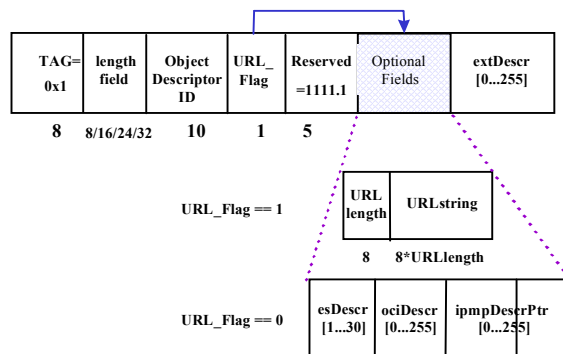 TAG= 0x1
length field
Object Descriptor ID
URL_ Flag
Reserved =1111.1
Optional Fields
extDescr [0...255]
8
8/16/24/32
10
1
5
URL_Flag == 1
URL length
URLstring
8
8*URLlength
URL_Flag == 0
esDescr [1...30]
ociDescr [0...255]
ipmpDescrPtr [0...255]